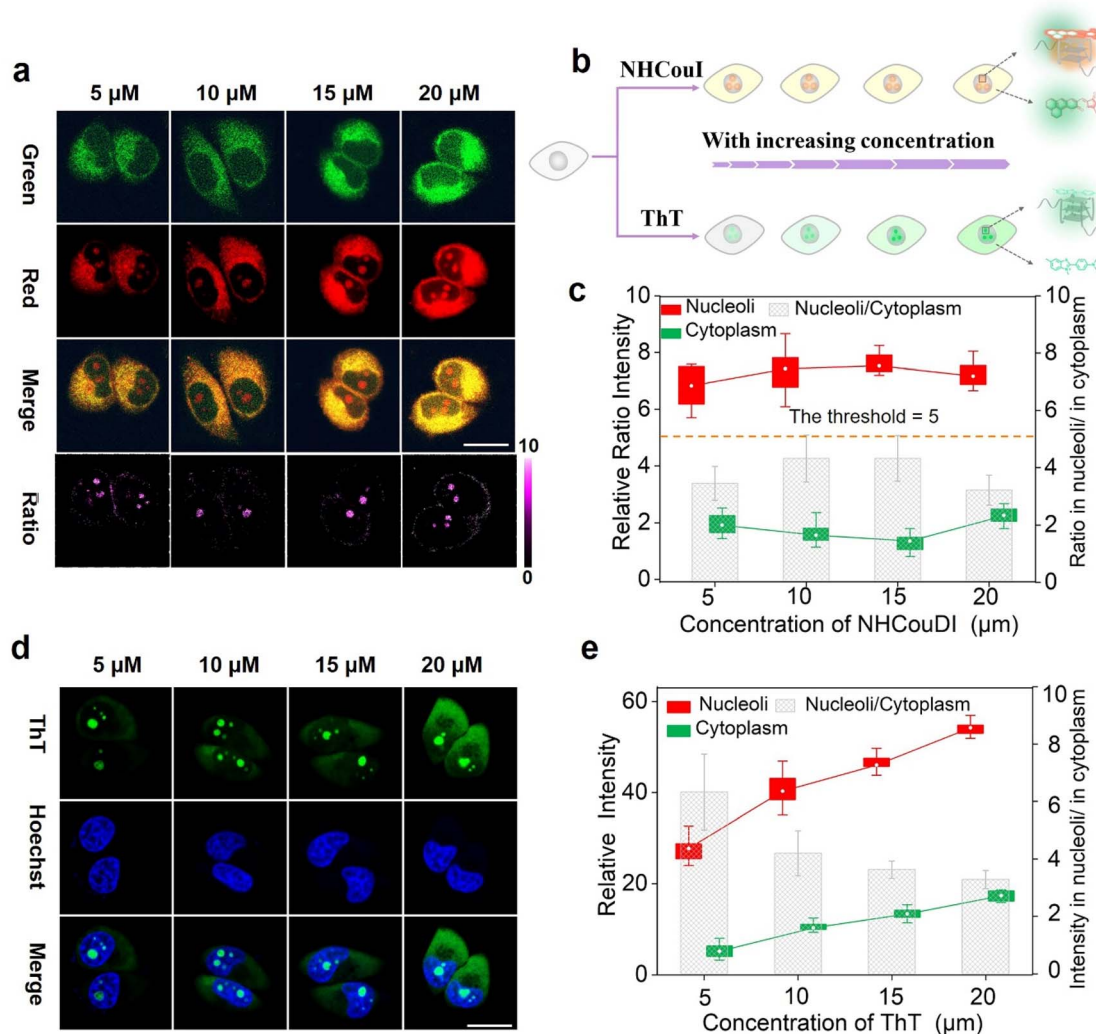 a
5 μM 10 μM 15 μM 20 μM
Green
Red
Merge
Ratio
10
0
b
NHCouI
With increasing concentration
ThT
c
Nucleoli
Nucleoli/Cytoplasm
Cytoplasm
The threshold = 5
Relative Ratio Intensity
10
8
6
4
2
0
Ratio in nucleoli/ in cytoplasm
10
8
6
4
2
0
5 10 15 20
Concentration of NHCouDI (μm)
d
5 μM 10 μM 15 μM 20 μM
ThT
Hoechst
Merge
e
Nucleoli
Nucleoli/Cytoplasm
Cytoplasm
Relative Intensity
60
40
20
0
Intensity in nucleoli/ in cytoplasm
10
8
6
4
2
0
5 10 15 20
Concentration of ThT (μm)